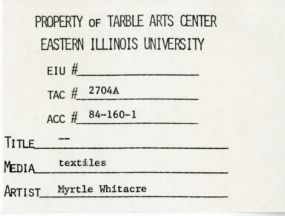 PROPERTY OF TARBLE ARTS CENTER
EASTERN ILLINOIS UNIVERSITY
EIU #
TAC # 2704A
ACC # 84-160-1
TITLE --
MEDIA textiles
ARTIST Myrtle Whitacre